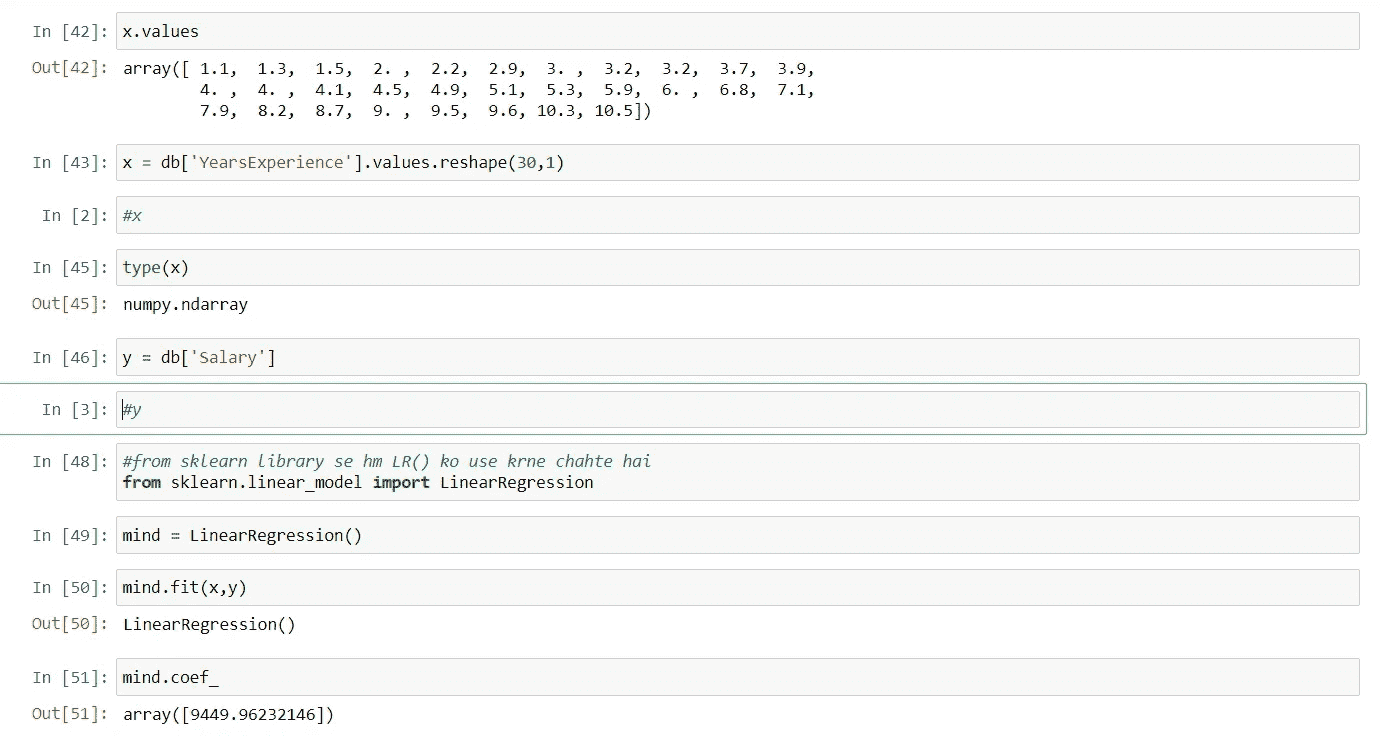 In [42]: x.values
Out[42]: array([ 1.1,  1.3,  1.5,  2. ,  2.2,  2.9,  3. ,  3.2,  3.2,  3.7,  3.9,
        4. ,  4. ,  4.1,  4.5,  4.9,  5.1,  5.3,  5.9,  6. ,  6.8,  7.1,
        7.9,  8.2,  8.7,  9. ,  9.5,  9.6, 10.3, 10.5])
In [43]: x = db['YearsExperience'].values.reshape(30,1)
In [2]: #x
In [45]: type(x)
Out[45]: numpy.ndarray
In [46]: y = db['Salary']
In [3]: #y
In [48]: #from sklearn library se hm LR() ko use krne chahte hai
from sklearn.linear_model import LinearRegression
In [49]: mind = LinearRegression()
In [50]: mind.fit(x,y)
Out[50]: LinearRegression()
In [51]: mind.coef_
Out[51]: array([9449.96232146])